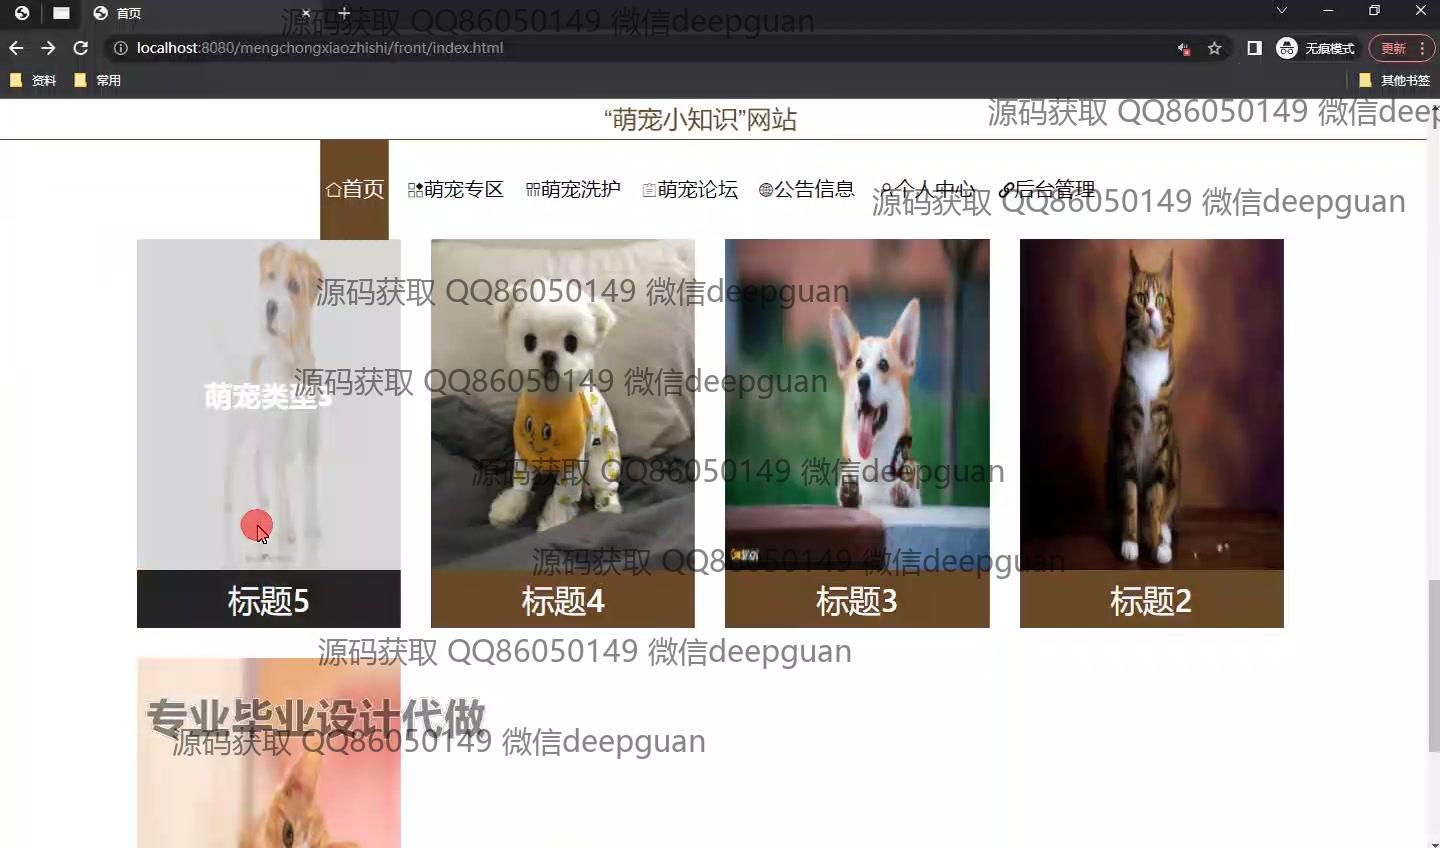 首页
源码获取 QQ86050149 微信deepguan
localhost:8080/mengchongxiaozhishi/front/index.html
无痕模式
更新
资料
常用
其他书签
“萌宠小知识”网站
源码获取 QQ86050149 微信deep
首页
萌宠专区
萌宠洗护
萌宠论坛
公告信息
个人中心
后台管理
源码获取 QQ86050149 微信deepguan
源码获取 QQ86050149 微信deepguan
源码获取 QQ86050149 微信deepguan
萌宠类型5
源码获取 QQ86050149 微信deepguan
源码获取 QQ86050149 微信deepguan
标题5
标题4
标题3
标题2
源码获取 QQ86050149 微信deepguan
专业毕业设计代做
源码获取 QQ86050149 微信deepguan